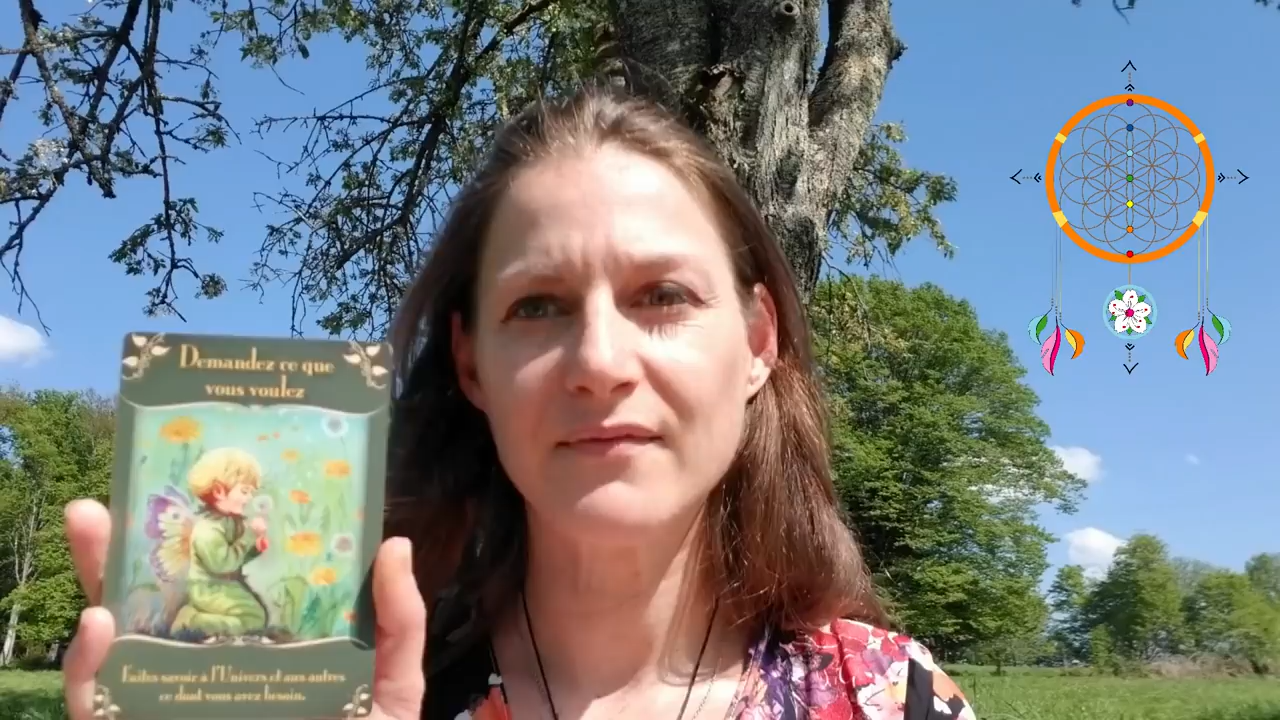 Demandez ce que
vous voulez
Faites savoir à l'Univers et aux autres
ce dont vous avez besoin.